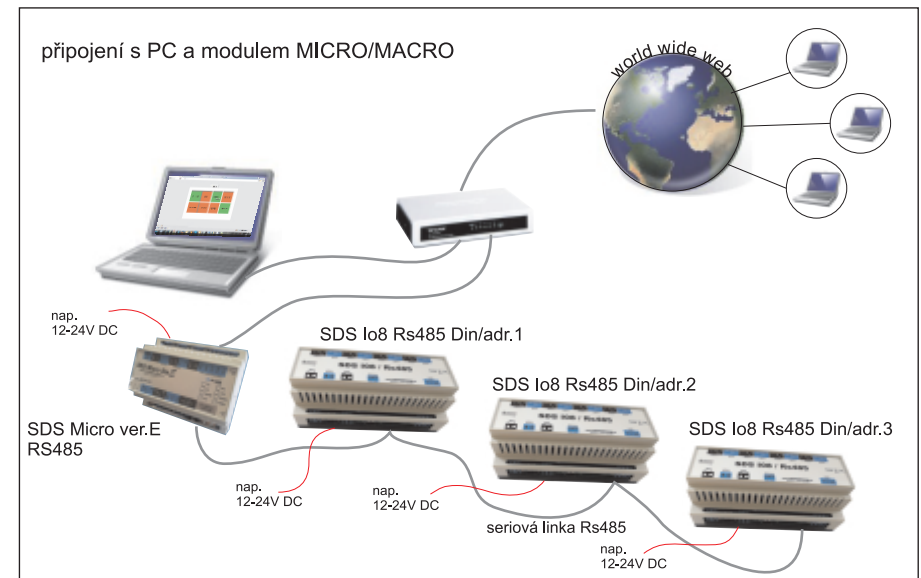 připojení s PC a modulem MICRO/MACRO
world wide web
nap.
12-24V DC
SDS Io8 Rs485 Din/adr.1
SDS Io8 Rs485 Din/adr.2
SDS Io8 Rs485 Din/adr.3
SDS Micro ver.E
RS485
nap.
12-24V DC
nap.
12-24V DC
seriová linka Rs485
nap.
12-24V DC